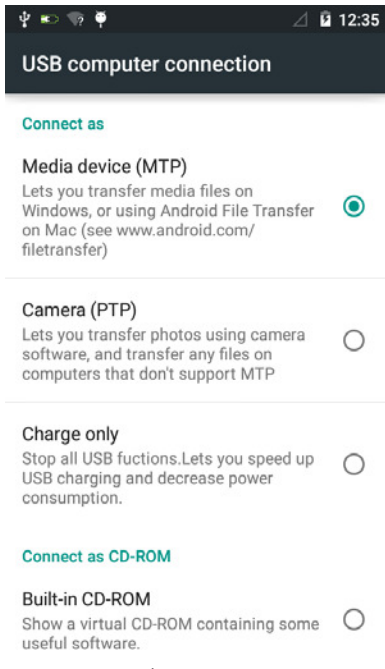 12:35
USB computer connection
Connect as
Media device (MTP)
Lets you transfer media files on
Windows, or using Android File Transfer
on Mac (see www.android.com/
filetransfer)
Camera (PTP)
Lets you transfer photos using camera
software, and transfer any files on
computers that don't support MTP
Charge only
Stop all USB fuctions.Lets you speed up
USB charging and decrease power
consumption.
Connect as CD-ROM
Built-in CD-ROM
Show a virtual CD-ROM containing some
useful software.